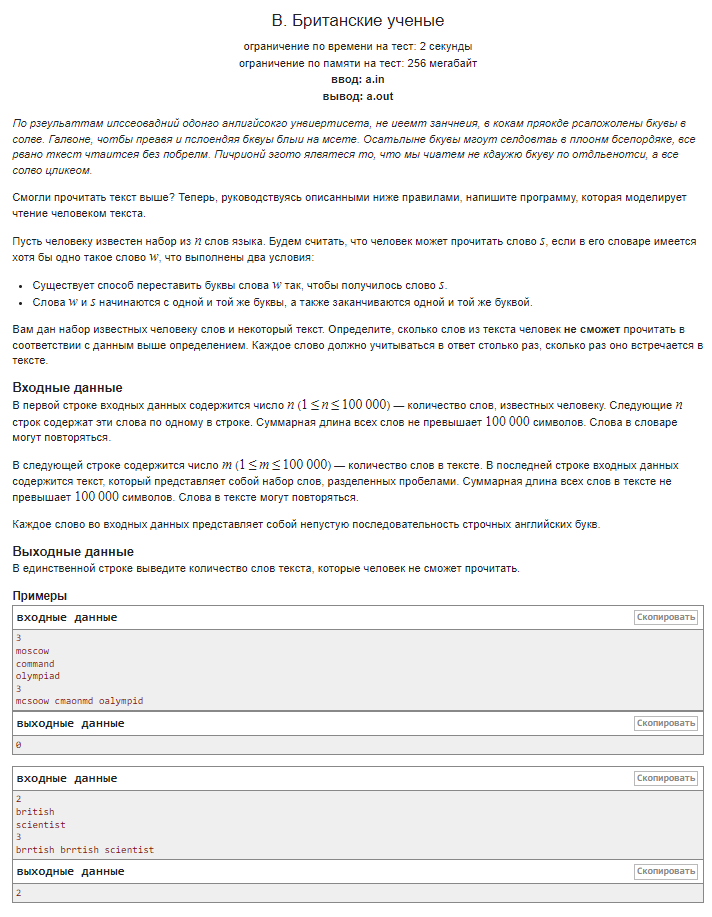 В. Британские ученые
ограничение по времени на тест: 2 секунды
ограничение по памяти на тест: 256 мегабайт
ввод: a.in
вывод: a.out
По рзеульаттам илссеовадний одонго анлигйсокго унвиертисета, не иеемт занчнеия, в кокам пряокде рсапожолены бкувы в
солве. Галвоне, чотбы преавя и пслоендяя бквуы блыи на мсете. Осатьлыне бкувы мгоут селдовтаь в плоонм бсепордяке, все
рвано ткест чтаитсея без побрелм. Пичрионй эгото ялвятеся то, что мы чиатем не кдаужю бкуву по отдльенотси, а все
солво цликеом.
Смогли прочитать текст выше? Теперь, руководствуясь описанными ниже правилами, напишите программу, которая моделирует
чтение человеком текста.
Пусть человеку известен набор из n слов языка. Будем считать, что человек может прочитать слово s, если в его словаре имеется
хотя бы одно такое слово w, что выполнены два условия:
• Существует способ переставить буквы слова w так, чтобы получилось слово s.
• Слова w и s начинаются с одной и той же буквы, а также заканчиваются одной и той же буквой.
Вам дан набор известных человеку слов и некоторый текст. Определите, сколько слов из текста человек не сможет прочитать в
соответствии с данным выше определением. Каждое слово должно учитываться в ответ столько раз, сколько раз оно встречается в
тексте.
Входные данные
В первой строке входных данных содержится число n (1 ≤ n ≤ 100 000) — количество слов, известных человеку. Следующие n
строк содержат эти слова по одному в строке. Суммарная длина всех слов не превышает 100 000 символов. Слова в словаре
могут повторяться.
В следующей строке содержится число m (1 ≤ m ≤ 100 000) — количество слов в тексте. В последней строке входных данных
содержится текст, который представляет собой набор слов, разделенных пробелами. Суммарная длина всех слов в тексте не
превышает 100 000 символов. Слова в тексте могут повторяться.
Каждое слово во входных данных представляет собой непустую последовательность строчных английских букв.
Выходные данные
В единственной строке выведите количество слов текста, которые человек не сможет прочитать.
Примеры
входные данные Скопировать
3
moscow
command
olympiad
3
mcsoow cmaonmd oalympid
выходные данные Скопировать
0
входные данные Скопировать
2
british
scientist
3
brrtish brrtish scientist
выходные данные Скопировать
2